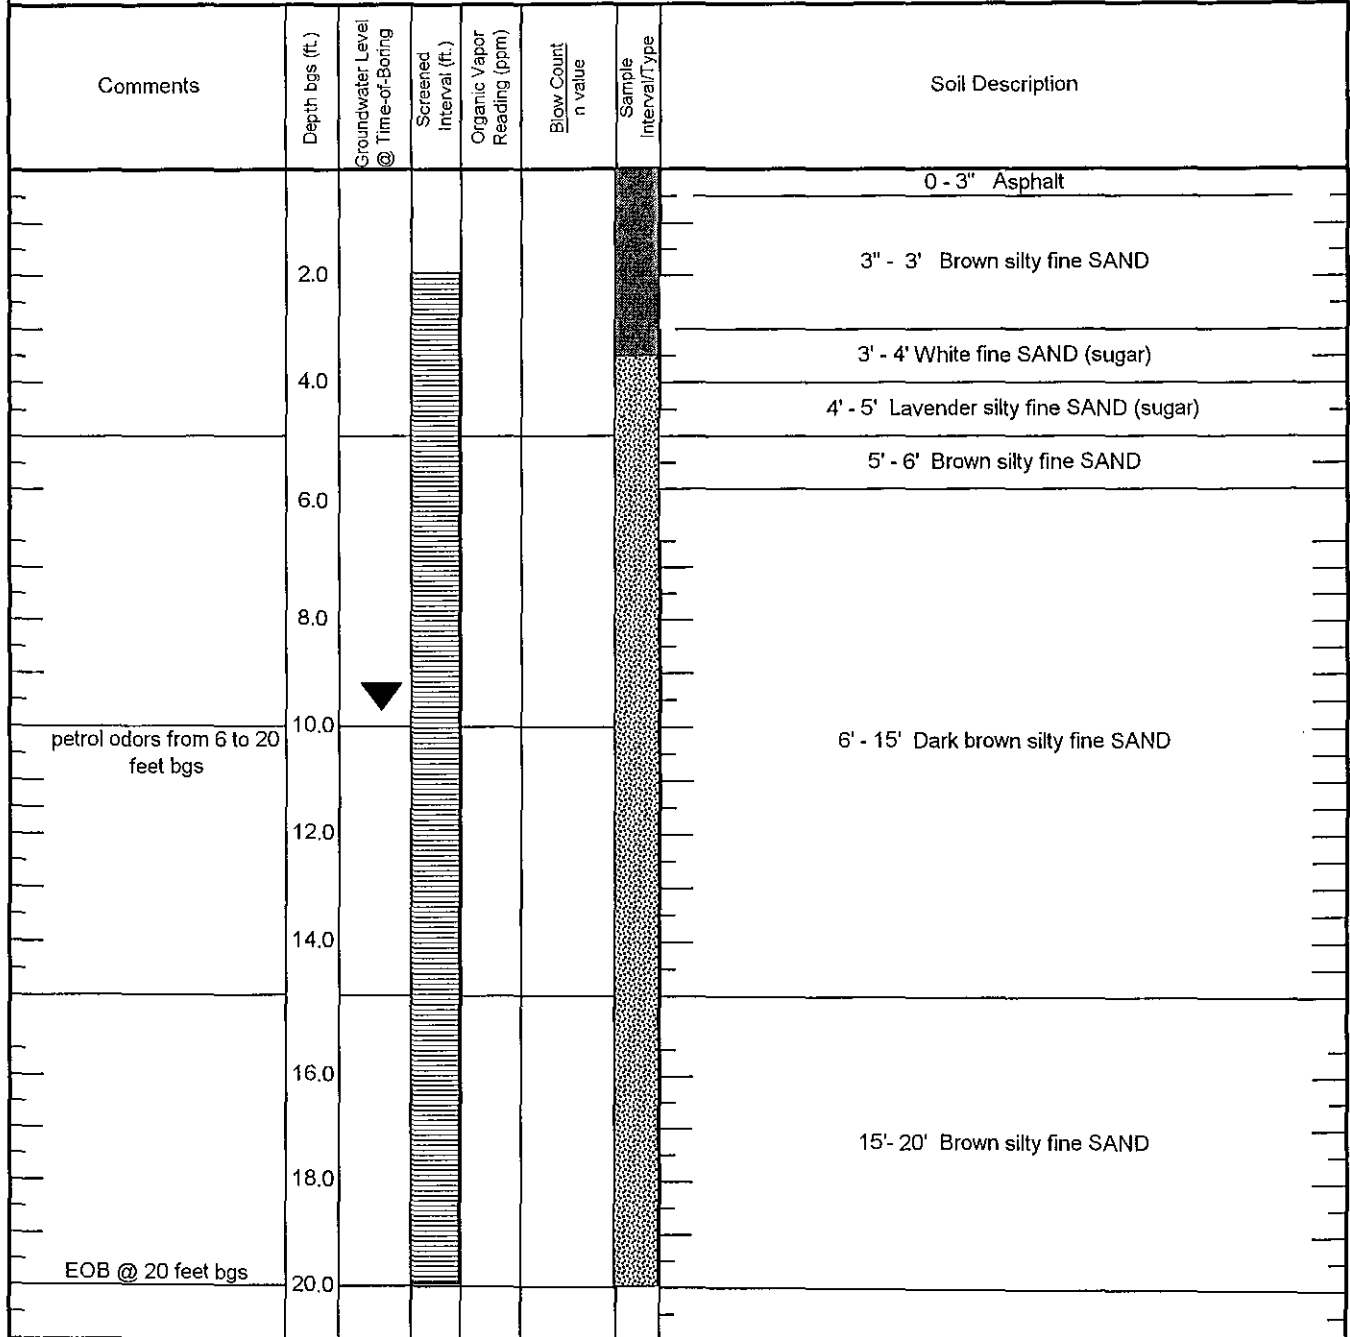 Comments
Depth bgs (ft.)
Groundwater Level
@ Time-of-Boring
Screened
Interval (ft.)
Organic Vapor
Reading (ppm)
Blow Count
n value
Sample
Interval/Type
Soil Description
0 - 3" Asphalt
3" - 3' Brown silty fine SAND
2.0
3' - 4' White fine SAND (sugar)
4.0
4' - 5' Lavender silty fine SAND (sugar)
5' - 6' Brown silty fine SAND
6.0
8.0
10.0
petrol odors from 6 to 20
feet bgs
6' - 15' Dark brown silty fine SAND
12.0
14.0
16.0
15'- 20' Brown silty fine SAND
18.0
EOB @ 20 feet bgs
20.0